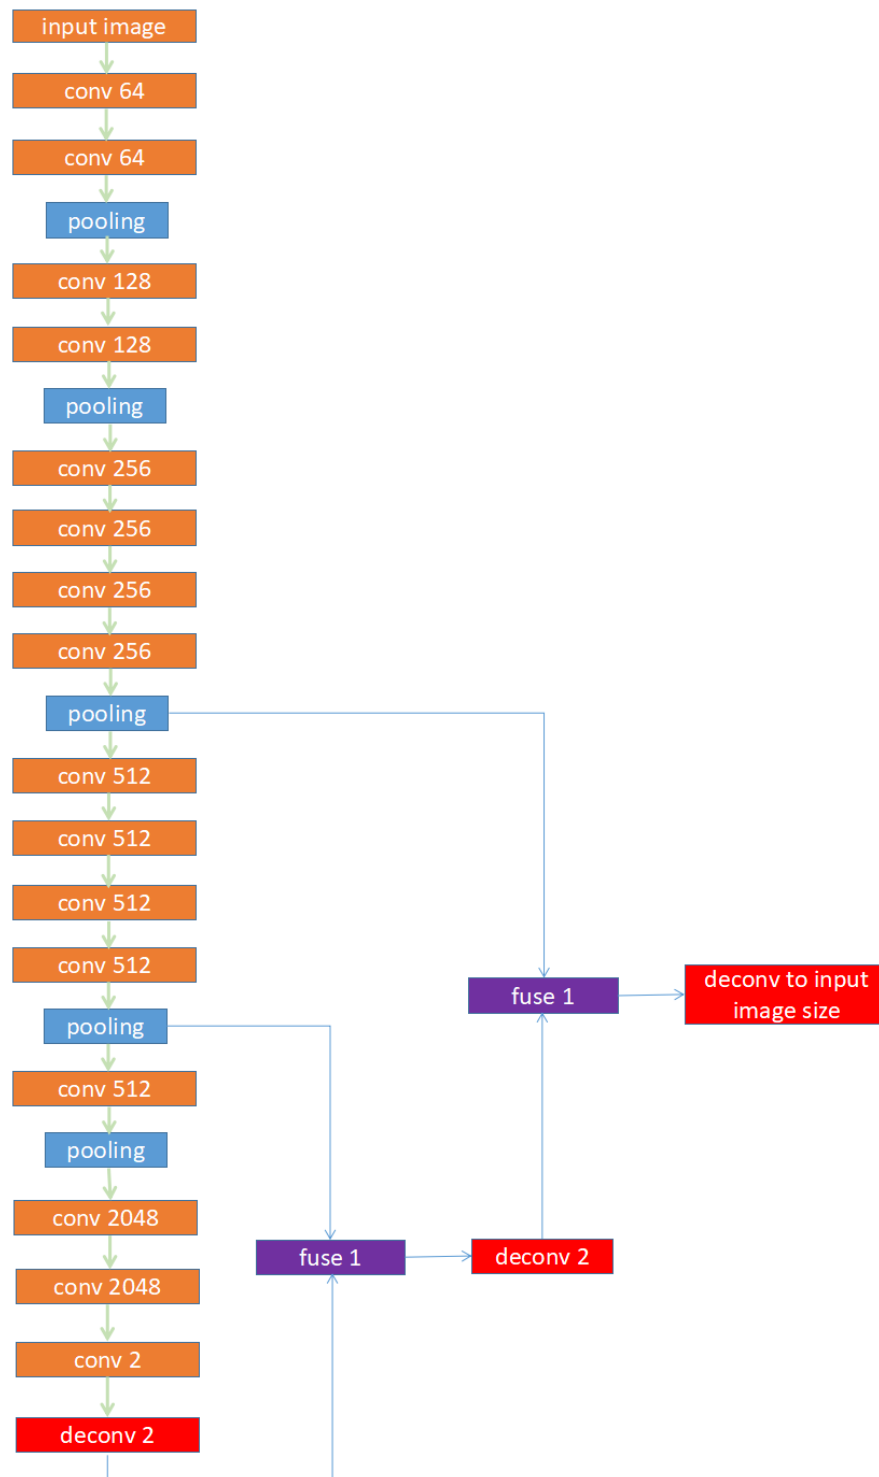 input image
conv 64
conv 64
pooling
conv 128
conv 128
pooling
conv 256
conv 256
conv 256
conv 256
pooling
conv 512
conv 512
conv 512
conv 512
pooling
conv 512
pooling
conv 2048
conv 2048
conv 2
deconv 2
fuse 1
deconv 2
fuse 1
deconv to input
image size